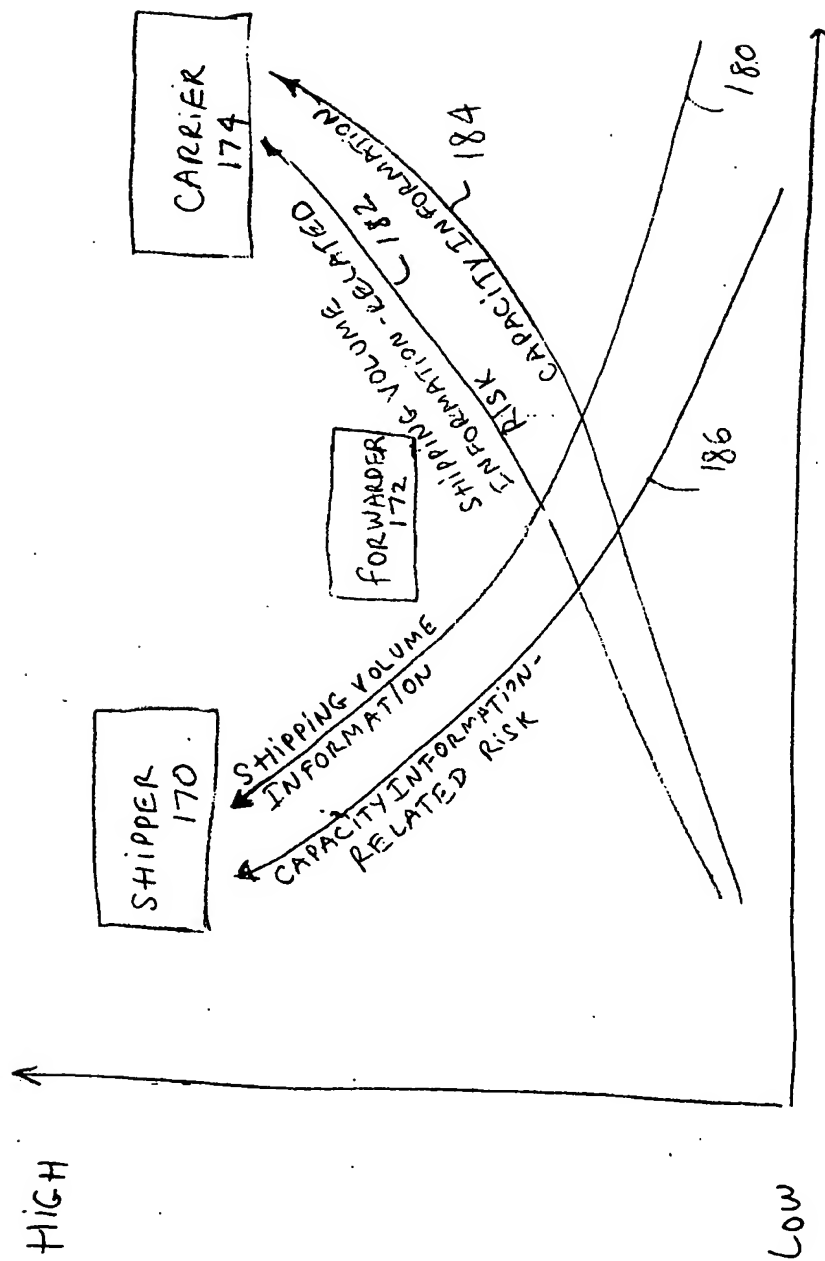 HiGH
SHiPPER
170
CARRiER
174
FORWARDER
172
SHiPPING VOLUME
INFORMATION
CAPACITY INFORMATION-
RELATED RiSK
SHIPPING VOLUME
INFORMATION-RELATED
RISK
182
CAPACITY INFORMATION
184
186
180
LOW